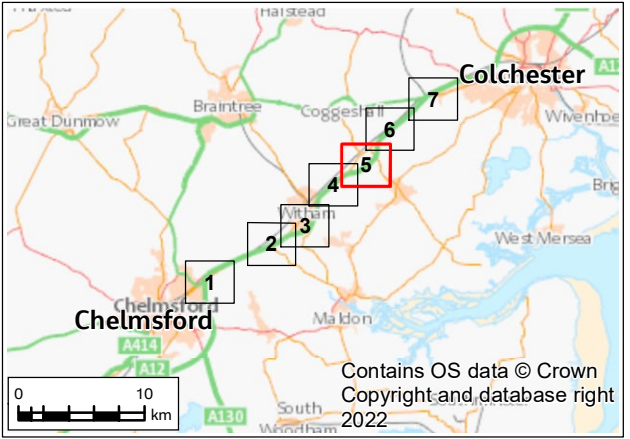 Halstead
Colchester
A12
Braintree
Coggeshall
7
Great Dunmow
6
Wivenhoe
5
4
Witham
3
West Mersea
2
1
Chelmsford
Chelmsford
Maldon
A414
A12
Contains OS data © Crown
Copyright and database right
2022
0 10
km
A130
South
Woodham